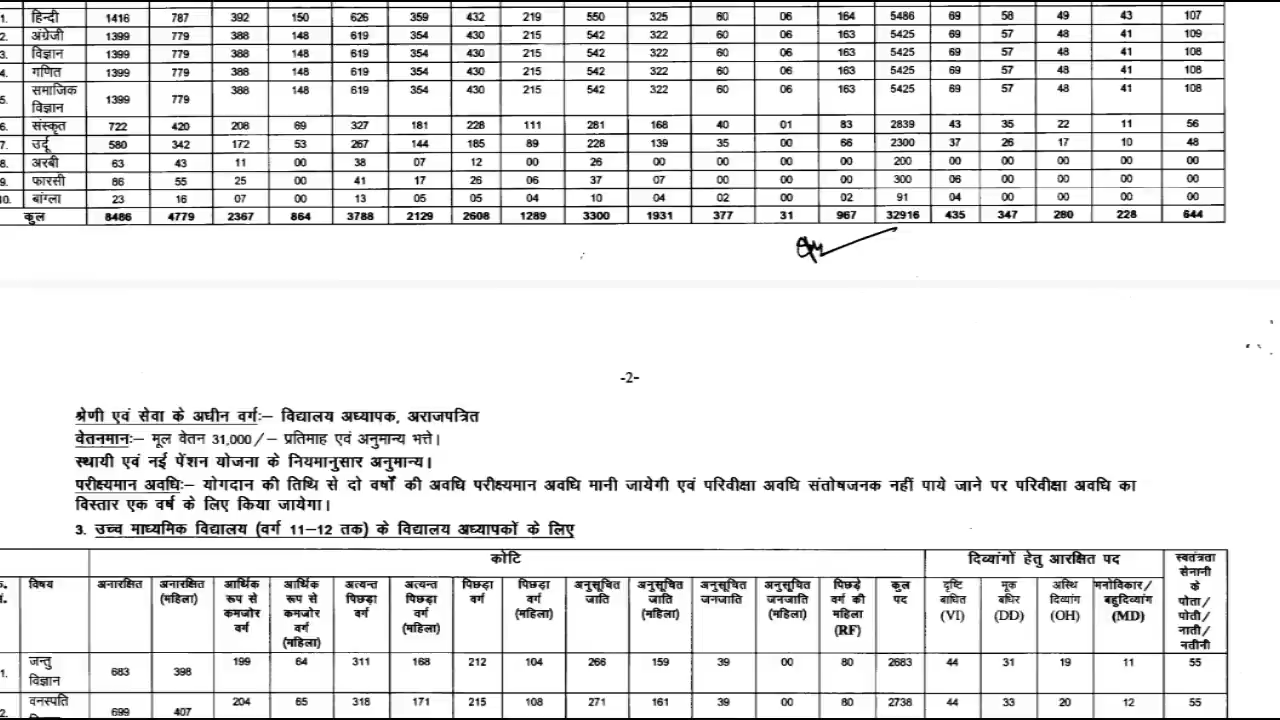 1. हिन्दी 1416 787 392 150 626 359 432 219 550 325 60 06 164 5486 69 58 49 43 107
2. अंग्रेजी 1399 779 388 148 619 354 430 215 542 322 60 06 163 5425 69 57 48 41 109
3. विज्ञान 1399 779 388 148 619 354 430 215 542 322 60 06 163 5425 69 57 48 41 108
4. गणित 1399 779 388 148 619 354 430 215 542 322 60 06 163 5425 69 57 48 41 108
5. समाजिक विज्ञान 1399 779 388 148 619 354 430 215 542 322 60 06 163 5425 69 57 48 41 108
6. संस्कृत 722 420 208 69 327 181 228 111 281 168 40 01 83 2839 43 35 22 11 56
7. उर्दू 580 342 172 53 267 144 185 89 228 139 35 00 66 2300 37 26 17 10 48
8. अरबी 63 43 11 00 38 07 12 00 26 00 00 00 00 200 00 00 00 00 00
9. फारसी 86 55 25 00 41 17 26 06 37 07 00 00 00 300 06 00 00 00 00
10. बांग्ला 23 16 07 00 13 05 05 04 10 04 02 00 02 91 04 00 00 00 00
कुल 8486 4779 2367 864 3788 2129 2608 1289 3300 1931 377 31 967 32916 435 347 280 228 644
-2-
श्रेणी एवं सेवा के अधीन वर्गः– विद्यालय अध्यापक, अराजपत्रित
वेतनमानः– मूल वेतन 31,000/– प्रतिमाह एवं अनुमान्य भत्ते।
स्थायी एवं नई पेंशन योजना के नियमानुसार अनुमान्य।
परीक्ष्यमान अवधिः– योगदान की तिथि से दो वर्षों की अवधि परीक्ष्यमान अवधि मानी जायेगी एवं परिवीक्षा अवधि संतोषजनक नहीं पाये जाने पर परिवीक्षा अवधि का
विस्तार एक वर्ष के लिए किया जायेगा।
3. उच्च माध्यमिक विद्यालय (वर्ग 11–12 तक) के विद्यालय अध्यापकों के लिए
कोटि दिव्यांगों हेतु आरक्षित पद स्वतंत्रता सेनानी के पोता/ पोती/ नाती/ नतीनी
क्र. सं. विषय अनारक्षित अनारक्षित (महिला) आर्थिक रूप से कमजोर वर्ग आर्थिक रूप से कमजोर वर्ग (महिला) अत्यन्त पिछड़ा वर्ग अत्यन्त पिछड़ा वर्ग (महिला) पिछड़ा वर्ग पिछड़ा वर्ग (महिला) अनुसूचित जाति अनुसूचित जाति (महिला) अनुसूचित जनजाति अनुसूचित जनजाति (महिला) पिछड़े वर्ग की महिला (RF) कुल पद दृष्टि बाधित (VI) मूक बधिर (DD) अस्थि दिव्यांग (OH) मनोविकार/ बहुदिव्यांग (MD)
1. जन्तु विज्ञान 683 398 199 64 311 168 212 104 266 159 39 00 80 2683 44 31 19 11 55
2. वनस्पति 699 407 204 65 318 171 215 108 271 161 39 00 80 2738 44 33 20 12 55